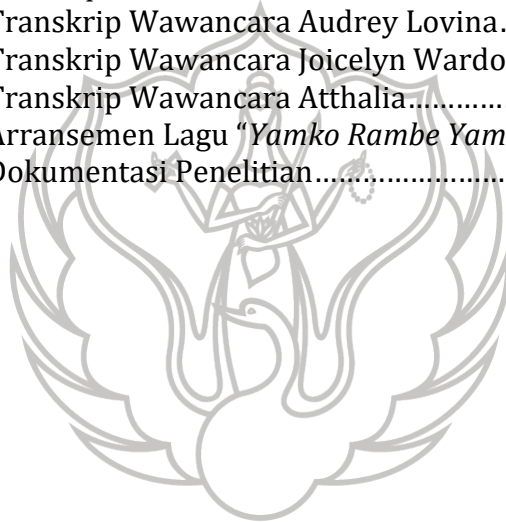 Transkrip Wawancara Audrey Lovina.
Transkrip Wawancara Joicelyn Wardo
Transkrip Wawancara Atthalia..............
Arransemen Lagu “Yamko Rambe Yam
Dokumentasi Penelitian..........................